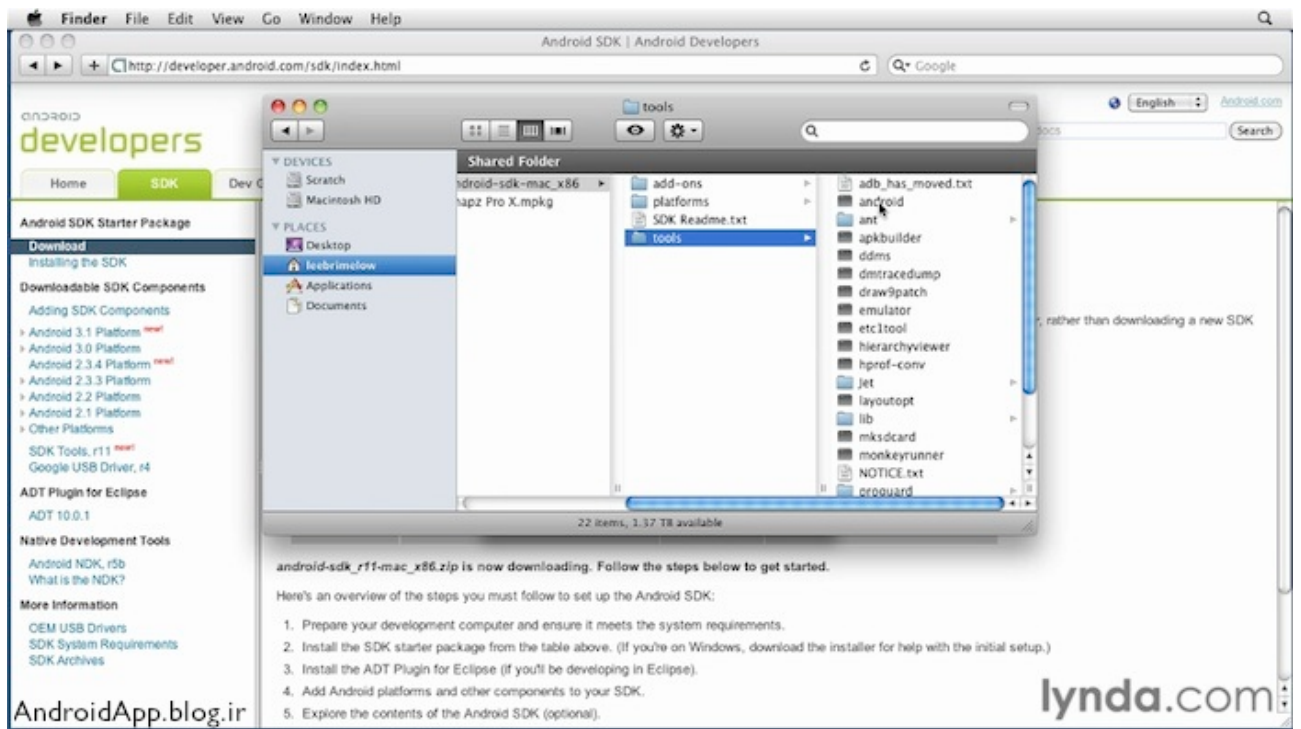 Finder File Edit View Go Window Help
Android SDK | Android Developers
http://developer.android.com/sdk/index.html
Google
android
developers
English
Android.com
docs
Search
Home
SDK
Dev
Android SDK Starter Package
Download
Installing the SDK
Downloadable SDK Components
Adding SDK Components
Android 3.1 Platform new!
Android 3.0 Platform
Android 2.3.4 Platform new!
Android 2.3.3 Platform
Android 2.2 Platform
Android 2.1 Platform
Other Platforms
SDK Tools, r11 new!
Google USB Driver, r4
ADT Plugin for Eclipse
ADT 10.0.1
Native Development Tools
Android NDK, r5b
What is the NDK?
More Information
OEM USB Drivers
SDK System Requirements
SDK Archives
tools
DEVICES
Scratch
Macintosh HD
PLACES
Desktop
leebrimelow
Applications
Documents
Shared Folder
ndroid-sdk-mac_x86
napz Pro X.mpkg
add-ons
platforms
SDK Readme.txt
tools
adb_has_moved.txt
android
ant
apkbuilder
ddms
dmtracedump
draw9patch
emulator
etc1tool
hierarchyviewer
hprof-conv
Jet
layoutopt
lib
mksdcard
monkeyrunner
NOTICE.txt
proguard
22 items, 1.37 TB available
, rather than downloading a new SDK
android-sdk_r11-mac_x86.zip is now downloading. Follow the steps below to get started.
Here's an overview of the steps you must follow to set up the Android SDK:
1. Prepare your development computer and ensure it meets the system requirements.
2. Install the SDK starter package from the table above. (If you're on Windows, download the installer for help with the initial setup.)
3. Install the ADT Plugin for Eclipse (if you'll be developing in Eclipse).
4. Add Android platforms and other components to your SDK.
5. Explore the contents of the Android SDK (optional).
AndroidApp.blog.ir
lynda.com